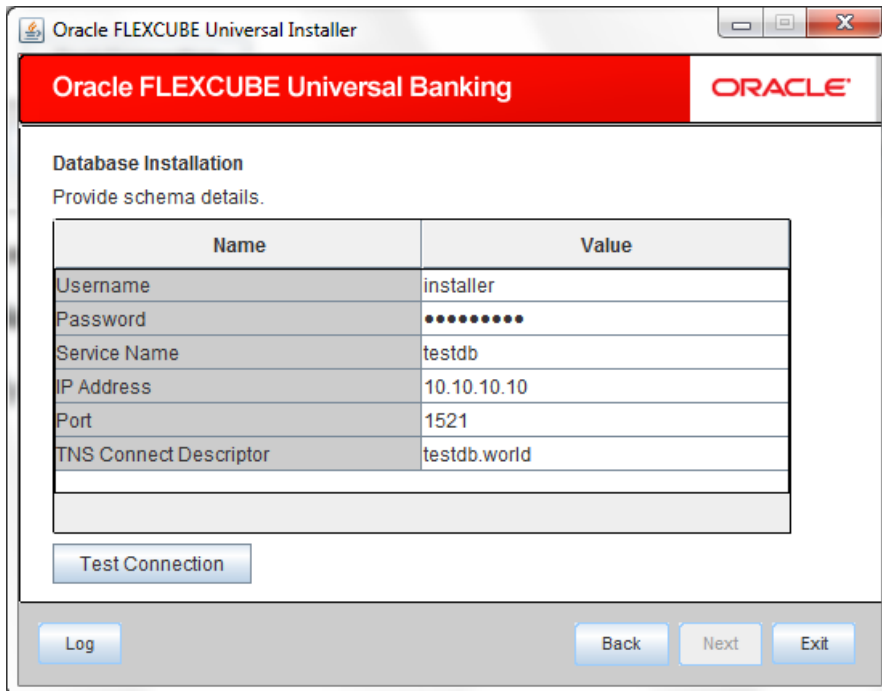 Oracle FLEXCUBE Universal Installer
Oracle FLEXCUBE Universal Banking
ORACLE
Database Installation
Provide schema details.
Name Value
Username installer
Password •••••••••
Service Name testdb
IP Address 10.10.10.10
Port 1521
TNS Connect Descriptor testdb.world
Test Connection
Log Back Next Exit